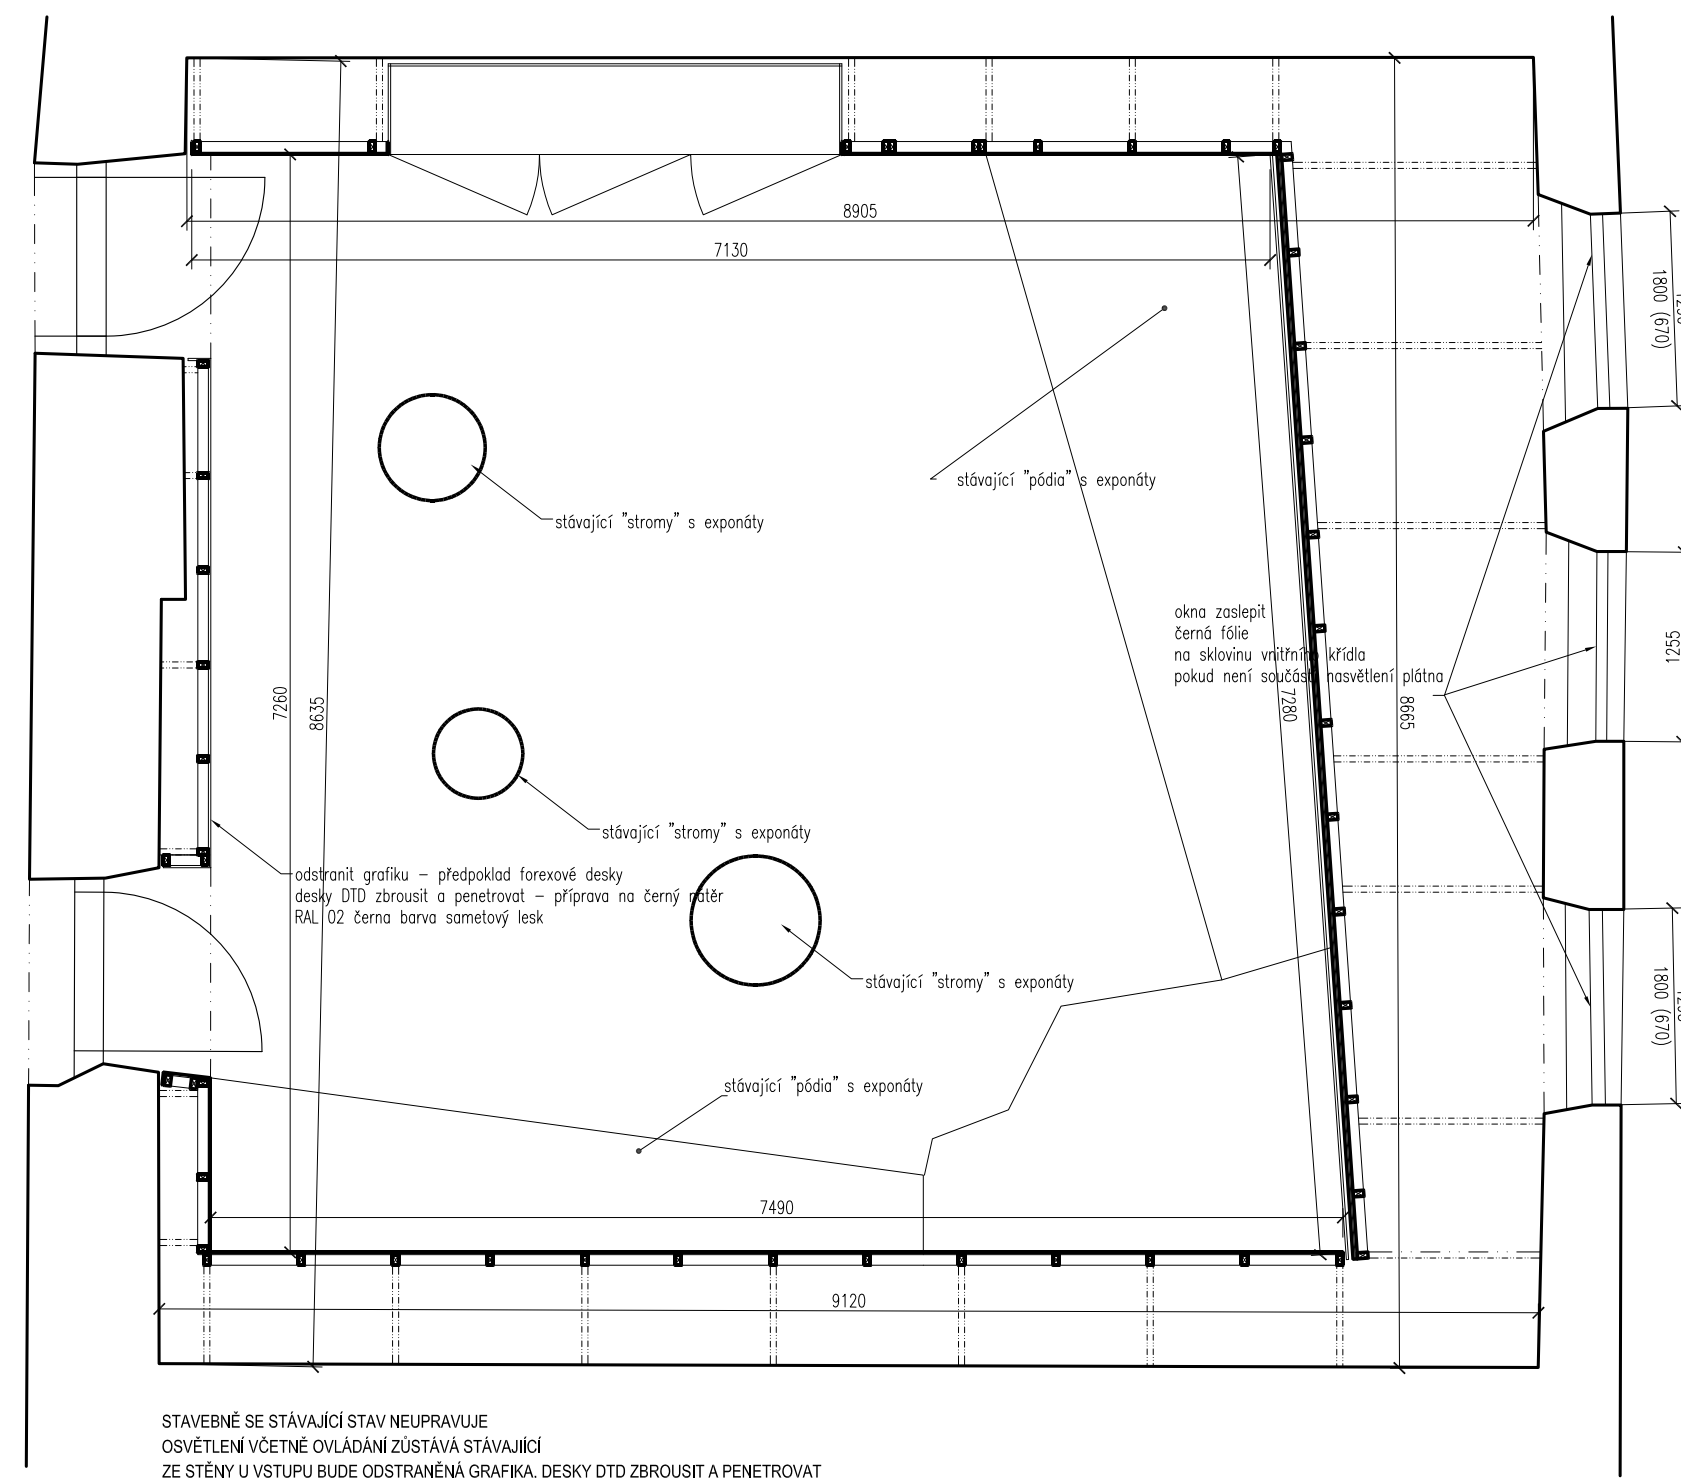 8905
7130
1800 (670)
stávající "pódia" s exponáty
stávající "stromy" s exponáty
okna zaslepit
černá fólie
na sklovinu vnitřního křídla
pokud není součástí nasvětlení plátna
1255
7260
8635
7280
8665
stávající "stromy" s exponáty
odstranit grafiku – předpoklad forexové desky
desky DTD zbrousit a penetrovat – příprava na černý nátěr
RAL 02 černa barva sametový lesk
stávající "stromy" s exponáty
1800 (670)
stávající "pódia" s exponáty
7490
9120
STAVEBNĚ SE STÁVAJÍCÍ STAV NEUPRAVUJE
OSVĚTLENÍ VČETNĚ OVLÁDÁNÍ ZŮSTÁVÁ STÁVAJÍÍCÍ
ZE STĚNY U VSTUPU BUDE ODSTRANĚNÁ GRAFIKA. DESKY DTD ZBROUSIT A PENETROVAT